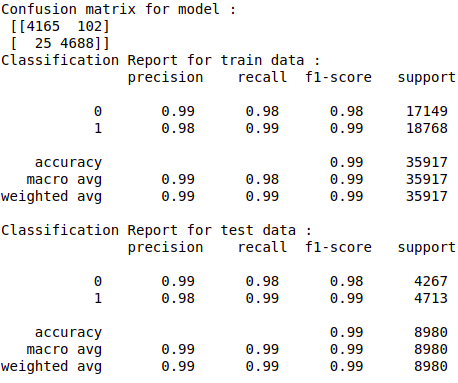 Confusion matrix for model :
[[4165 102]
[ 25 4688]]
Classification Report for train data :
precision recall f1-score support
0 0.99 0.98 0.98 17149
1 0.98 0.99 0.99 18768
accuracy 0.99 35917
macro avg 0.99 0.98 0.99 35917
weighted avg 0.99 0.99 0.99 35917
Classification Report for test data :
precision recall f1-score support
0 0.99 0.98 0.98 4267
1 0.98 0.99 0.99 4713
accuracy 0.99 8980
macro avg 0.99 0.99 0.99 8980
weighted avg 0.99 0.99 0.99 8980